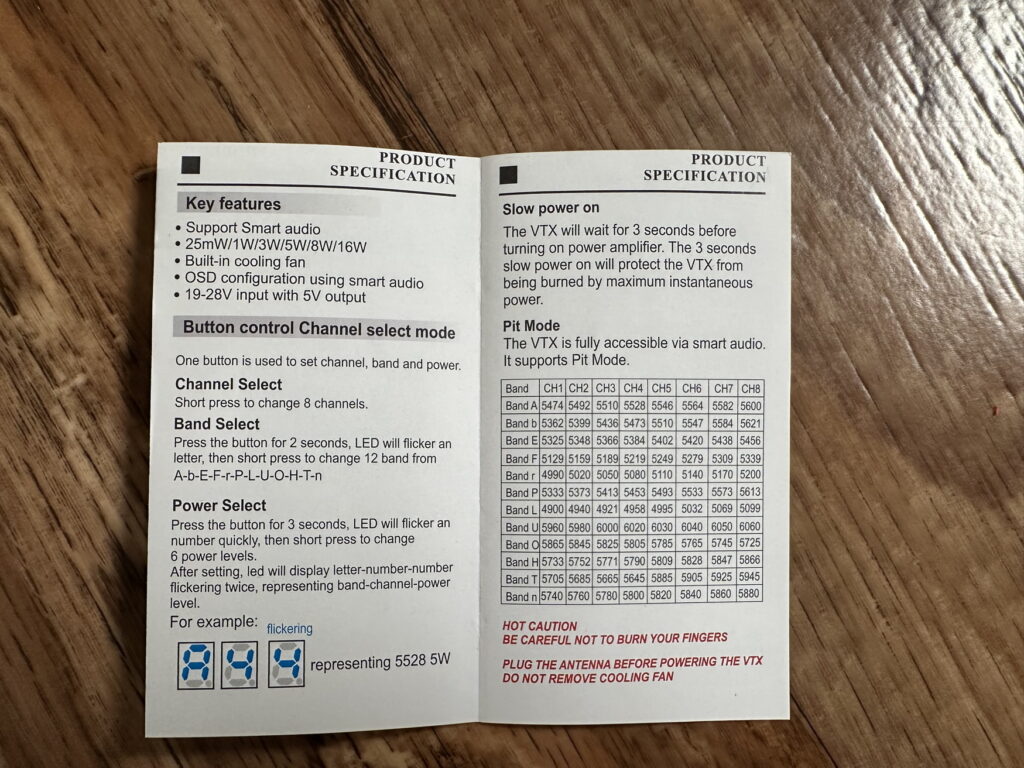 PRODUCT
SPECIFICATION
Key features
• Support Smart audio
• 25mW/1W/3W/5W/8W/16W
• Built-in cooling fan
• OSD configuration using smart audio
• 19-28V input with 5V output
Button control Channel select mode
One button is used to set channel, band and power.
Channel Select
Short press to change 8 channels.
Band Select
Press the button for 2 seconds, LED will flicker an
letter, then short press to change 12 band from
A-b-E-F-r-P-L-U-O-H-T-n
Power Select
Press the button for 3 seconds, LED will flicker an
number quickly, then short press to change
6 power levels.
After setting, led will display letter-number-number
flickering twice, representing band-channel-power
level.
For example: flickering
A 4 4 representing 5528 5W
PRODUCT
SPECIFICATION
Slow power on
The VTX will wait for 3 seconds before
turning on power amplifier. The 3 seconds
slow power on will protect the VTX from
being burned by maximum instantaneous
power.
Pit Mode
The VTX is fully accessible via smart audio.
It supports Pit Mode.
Band CH1 CH2 CH3 CH4 CH5 CH6 CH7 CH8
Band A 5474 5492 5510 5528 5546 5564 5582 5600
Band b 5362 5399 5436 5473 5510 5547 5584 5621
Band E 5325 5348 5366 5384 5402 5420 5438 5456
Band F 5129 5159 5189 5219 5249 5279 5309 5339
Band r 4990 5020 5050 5080 5110 5140 5170 5200
Band P 5333 5373 5413 5453 5493 5533 5573 5613
Band L 4900 4940 4921 4958 4995 5032 5069 5099
Band U 5960 5980 6000 6020 6030 6040 6050 6060
Band O 5865 5845 5825 5805 5785 5765 5745 5725
Band H 5733 5752 5771 5790 5809 5828 5847 5866
Band T 5705 5685 5665 5645 5885 5905 5925 5945
Band n 5740 5760 5780 5800 5820 5840 5860 5880
HOT CAUTION
BE CAREFUL NOT TO BURN YOUR FINGERS
PLUG THE ANTENNA BEFORE POWERING THE VTX
DO NOT REMOVE COOLING FAN